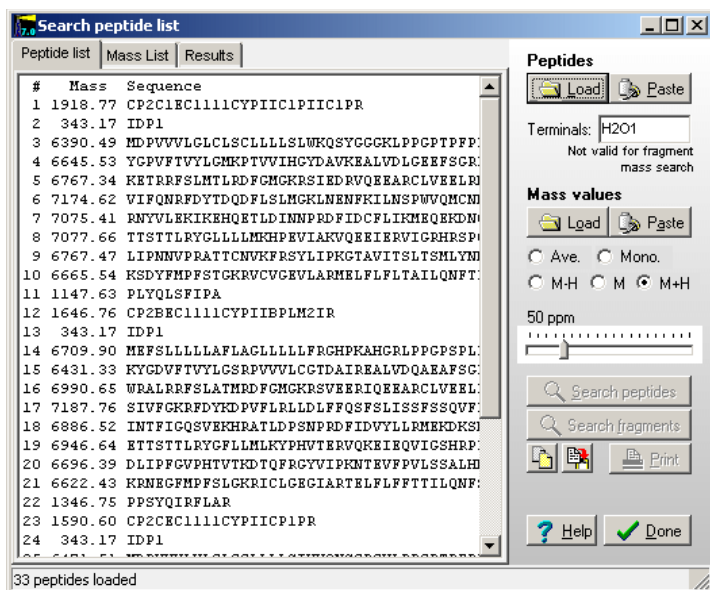 7.0 Search peptide list
Peptide list Mass List Results
# Mass Sequence
1 1918.77 CP2C1EC1111CYPIIC1PIIC1PR
2 343.17 IDP1
3 6390.49 MDPVVVLGLCLSCLLLLSLWKQSYGGGKLPPGPTPFP
4 6645.53 YGPVFTVYLGMKPTVVIHGYDAVKEALVDLGEEFSGR
5 6767.34 KETRRFSLMTLRDFGMGKRSIEDRVQEEARCLVEELR
6 7174.62 VIFQNRFDYTDQDFLSLMGKLNENFKILNSPWVQMCN
7 7075.41 RNYVLEKIKEHQETLDINNPRDFIDCFLIKMEQEKDN
8 7077.66 TTSTTLRYGLLLLMKHPEVIAKVQEEIERVIGRHRSP
9 6767.47 LIPNNVPRATTCNVKFRSYLIPKGTAVITSLTSMLYN
10 6665.54 KSDYFMPFSTGKRVCVGEVLARMELFLFLTAILQNFT
11 1147.63 PLYQLSFIPA
12 1646.76 CP2BEC1111CYPIIBPLM2IR
13 343.17 IDP1
14 6709.90 MEFSLLLLLAFLAGLLLLLFRGHPKAHGRLPPGPSPL
15 6431.33 KYGDVFTVYLGSRPVVVLCGTDAIREALVDQAEAFSG
16 6990.65 WRALRRFSLATMRDFGMGKRSVEERIQEEARCLVEEL
17 7187.76 SIVFGKRFDYKDPVFLRLLDLFFQSFSLISSFSSQVF
18 6886.52 INTFIGQSVEKHRATLDPSNPRDFIDVYLLRMEKDKS
19 6946.64 ETTSTTLRYGFLLMLKYPHVTERVQKEIEQVIGSHRP
20 6696.39 DLIPFGVPHTVTKDTQFRGYVIPKNTEVFPVLSSALH
21 6622.43 KRNEGFMPFSLGKRICLGEGIARTELFLFFTTILQNF
22 1346.75 PPSYQIRFLAR
23 1590.60 CP2CEC1111CYPIICP1PR
24 343.17 IDP1
33 peptides loaded
Peptides
Load Paste
Terminals: H2O1
Not valid for fragment
mass search
Mass values
Load Paste
Ave. Mono.
M-H M M+H
50 ppm
Search peptides
Search fragments
Print
Help Done